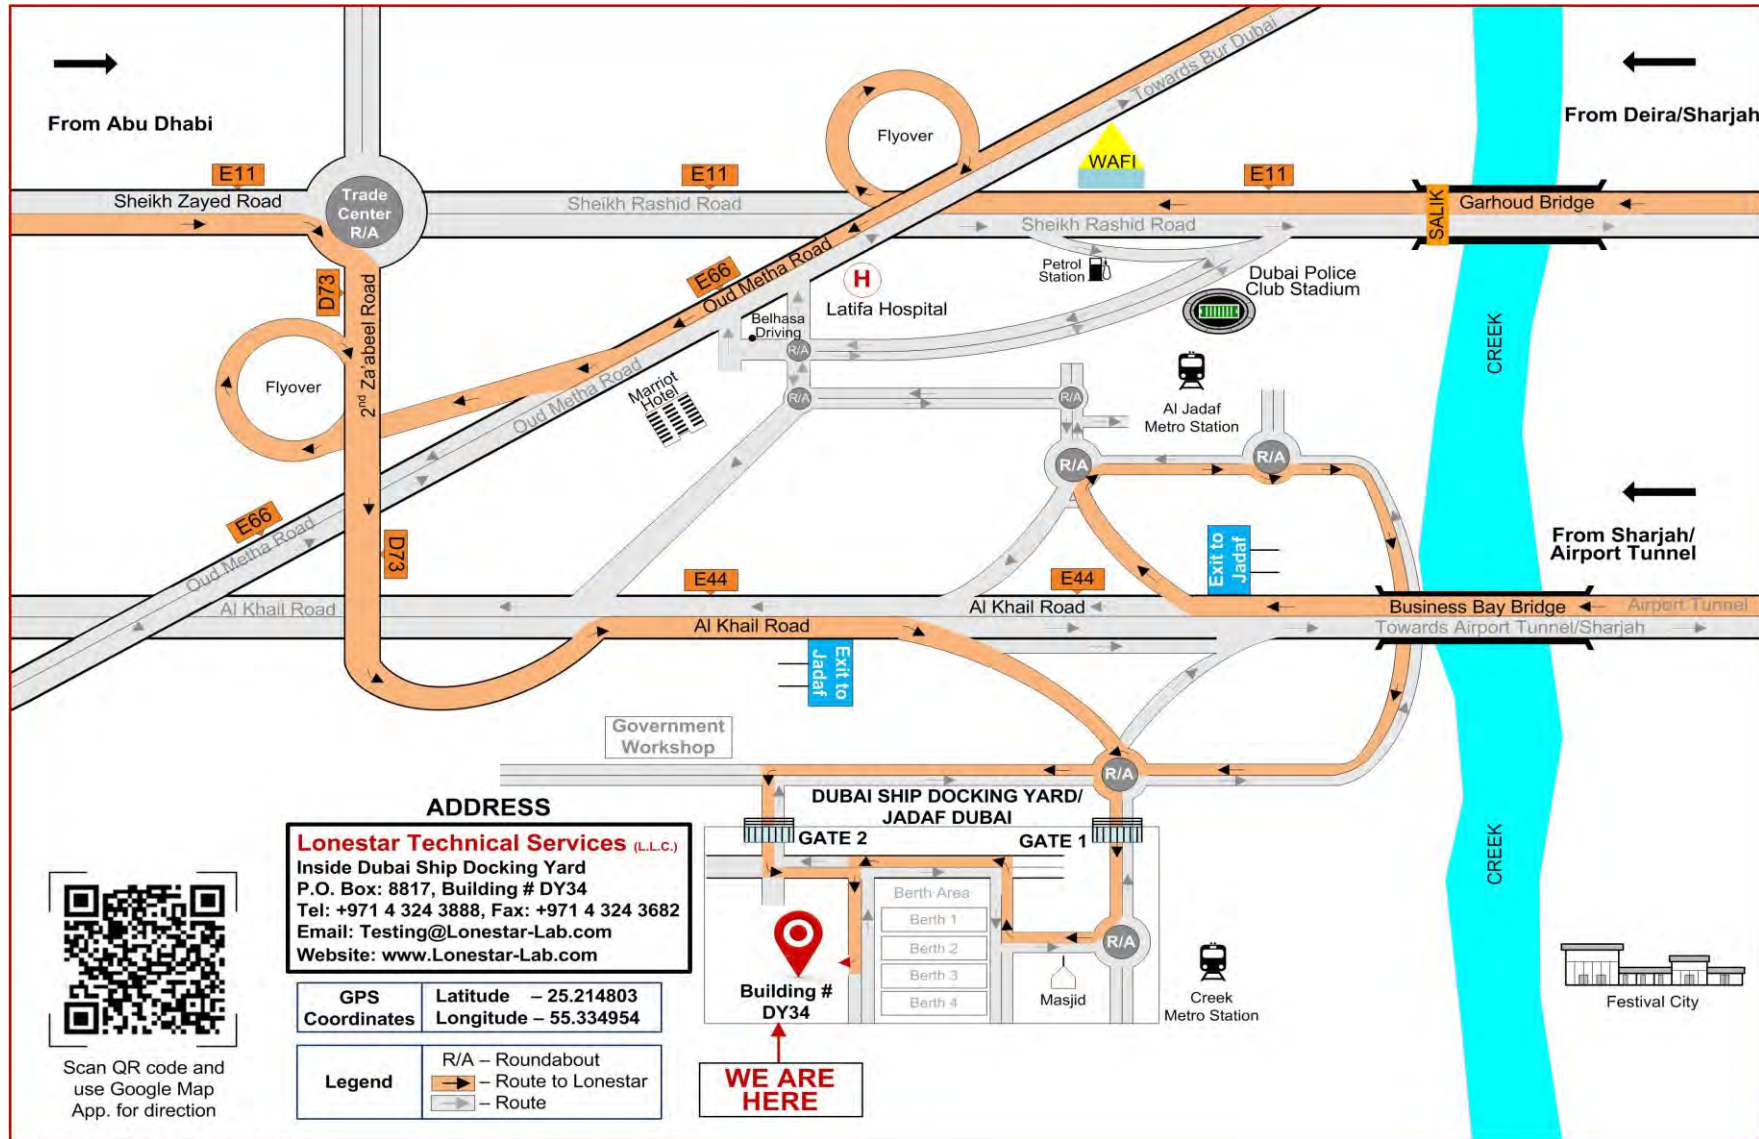 From Abu Dhabi
From Deira/Sharjah
Towards Bur Dubai
Flyover
WAFI
E11
E11
E11
Sheikh Zayed Road
Trade
Center
R/A
Sheikh Rashid Road
Sheikh Rashid Road
SALIK
Garhoud Bridge
CREEK
D73
2nd Za'abeel Road
E66
Oud Metha Road
H
Latifa Hospital
Petrol
Station
Dubai Police
Club Stadium
Belhasa
Driving
R/A
Flyover
Oud Metha Road
Marriot
Hotel
R/A
R/A
Al Jadaf
Metro Station
R/A
R/A
E66
Oud Metha Road
D73
From Sharjah/
Airport Tunnel
Exit to
Jadaf
E44
E44
Al Khail Road
Al Khail Road
Business Bay Bridge
Airport Tunnel
Al Khail Road
Towards Airport Tunnel/Sharjah
Exit to
Jadaf
Government
Workshop
R/A
DUBAI SHIP DOCKING YARD/
JADAF DUBAI
GATE 2
GATE 1
CREEK
Berth Area
Berth 1
Berth 2
Berth 3
Berth 4
R/A
Masjid
Creek
Metro Station
Festival City
Building #
DY34
WE ARE
HERE
ADDRESS
Lonestar Technical Services (L.L.C.)
Inside Dubai Ship Docking Yard
P.O. Box: 8817, Building # DY34
Tel: +971 4 324 3888, Fax: +971 4 324 3682
Email: Testing@Lonestar-Lab.com
Website: www.Lonestar-Lab.com
GPS
Coordinates
Latitude – 25.214803
Longitude – 55.334954
Legend
R/A – Roundabout
– Route to Lonestar
– Route
Scan QR code and
use Google Map
App. for direction